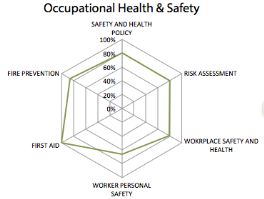 Occupational Health & Safety
SAFETY AND HEALTH
POLICY
100%
80%
60%
40%
20%
0%
FIRE PREVENTION
RISK ASSESSMENT
FIRST AID
WOKRPLACE SAFETY AND
HEALTH
WORKER PERSONAL
SAFETY